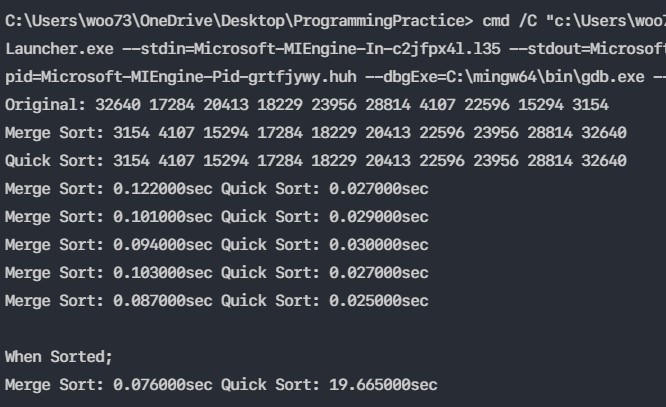 C:\Users\woo73\OneDrive\Desktop\ProgrammingPractice> cmd /C "c:\Users\woo7
Launcher.exe --stdin=Microsoft-MIEngine-In-c2jfpx4l.l35 --stdout=Microsoft
pid=Microsoft-MIEngine-Pid-grtfjywy.huh --dbgExe=C:\mingw64\bin\gdb.exe --
Original: 32640 17284 20413 18229 23956 28814 4107 22596 15294 3154
Merge Sort: 3154 4107 15294 17284 18229 20413 22596 23956 28814 32640
Quick Sort: 3154 4107 15294 17284 18229 20413 22596 23956 28814 32640
Merge Sort: 0.122000sec Quick Sort: 0.027000sec
Merge Sort: 0.101000sec Quick Sort: 0.029000sec
Merge Sort: 0.094000sec Quick Sort: 0.030000sec
Merge Sort: 0.103000sec Quick Sort: 0.027000sec
Merge Sort: 0.087000sec Quick Sort: 0.025000sec
When Sorted;
Merge Sort: 0.076000sec Quick Sort: 19.665000sec